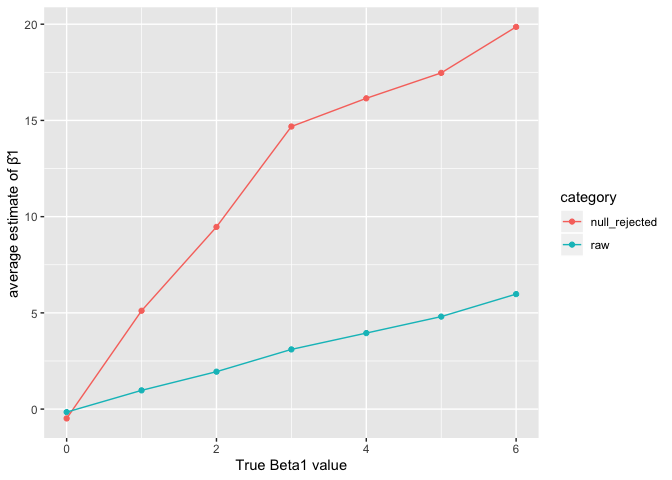 20
15
10
5
0
average estimate of β̂1
0
2
4
6
True Beta1 value
category
null_rejected
raw